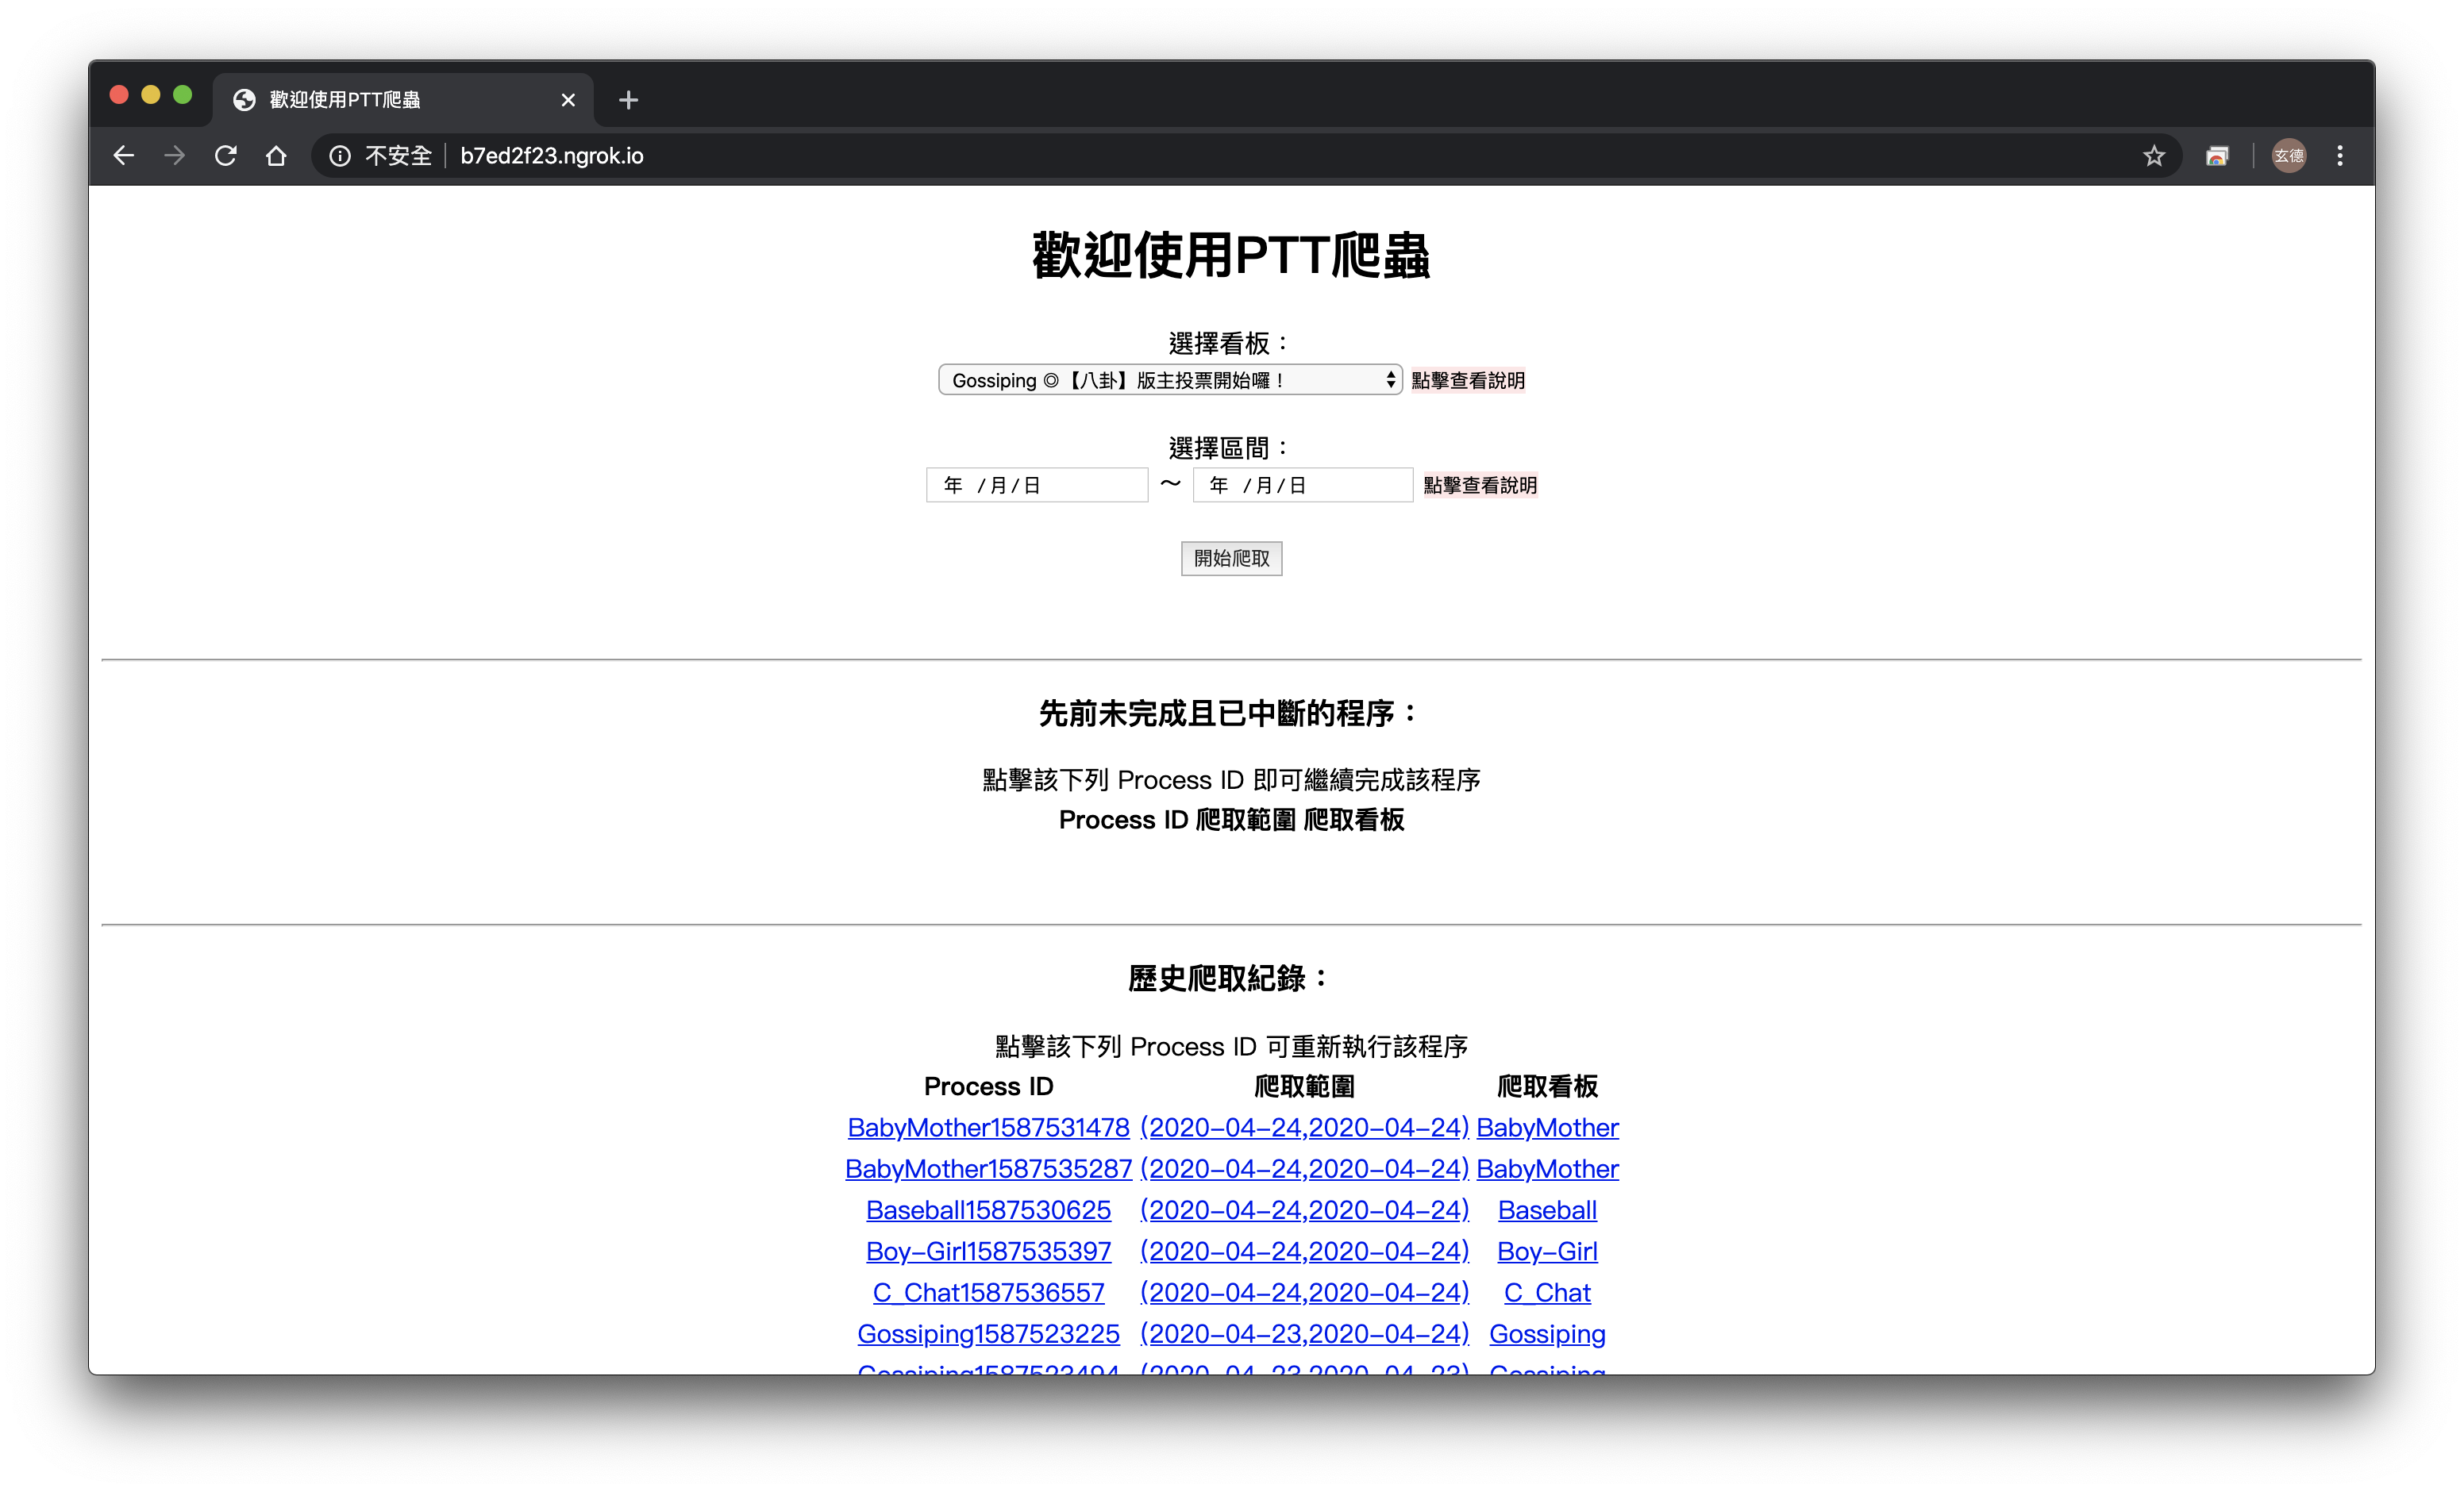 歡迎使用PTT爬蟲
不安全 b7ed2f23.ngrok.io
玄德
歡迎使用PTT爬蟲
選擇看板：
Gossiping ◎【八卦】版主投票開始囉！ 點擊查看說明
選擇區間：
年 /月/日 ～ 年 /月/日 點擊查看說明
開始爬取
先前未完成且已中斷的程序：
點擊該下列 Process ID 即可繼續完成該程序
Process ID 爬取範圍 爬取看板
歷史爬取紀錄：
點擊該下列 Process ID 可重新執行該程序
Process ID 爬取範圍 爬取看板
BabyMother1587531478 (2020-04-24,2020-04-24) BabyMother
BabyMother1587535287 (2020-04-24,2020-04-24) BabyMother
Baseball1587530625 (2020-04-24,2020-04-24) Baseball
Boy-Girl1587535397 (2020-04-24,2020-04-24) Boy-Girl
C_Chat1587536557 (2020-04-24,2020-04-24) C_Chat
Gossiping1587523225 (2020-04-23,2020-04-24) Gossiping
Gossiping1587523494 (2020-04-23,2020-04-23) Gossiping